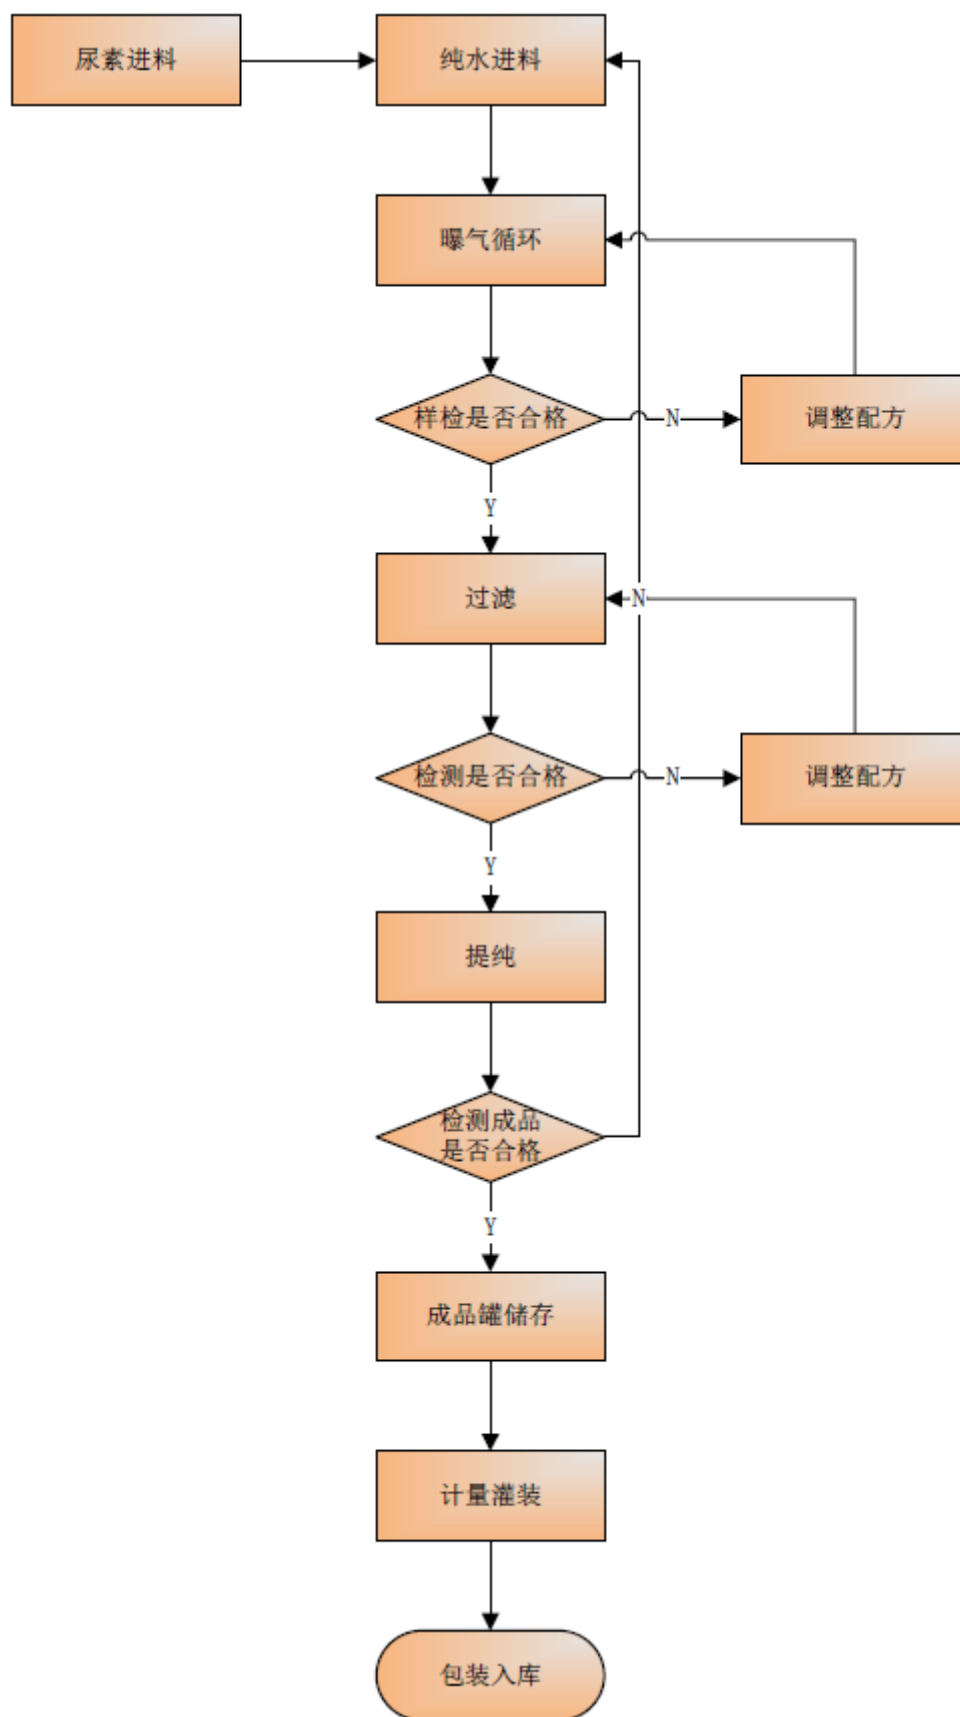 尿素进料
纯水进料
曝气循环
样检是否合格
N
调整配方
Y
过滤
N
检测是否合格
N
调整配方
Y
提纯
检测成品
是否合格
Y
成品罐储存
计量灌装
包装入库